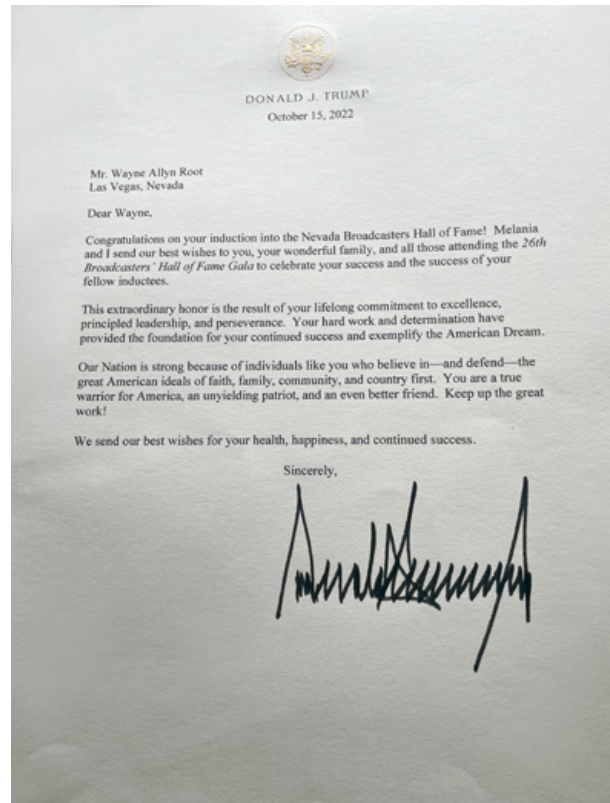 DONALD J. TRUMP
October 15, 2022
Mr. Wayne Allyn Root
Las Vegas, Nevada
Dear Wayne,
Congratulations on your induction into the Nevada Broadcasters Hall of Fame! Melania
and I send our best wishes to you, your wonderful family, and all those attending the 26th
Broadcasters' Hall of Fame Gala to celebrate your success and the success of your
fellow inductees.
This extraordinary honor is the result of your lifelong commitment to excellence,
principled leadership, and perseverance. Your hard work and determination have
provided the foundation for your continued success and exemplify the American Dream.
Our Nation is strong because of individuals like you who believe in—and defend—the
great American ideals of faith, family, community, and country first. You are a true
warrior for America, an unyielding patriot, and an even better friend. Keep up the great
work!
We send our best wishes for your health, happiness, and continued success.
Sincerely,